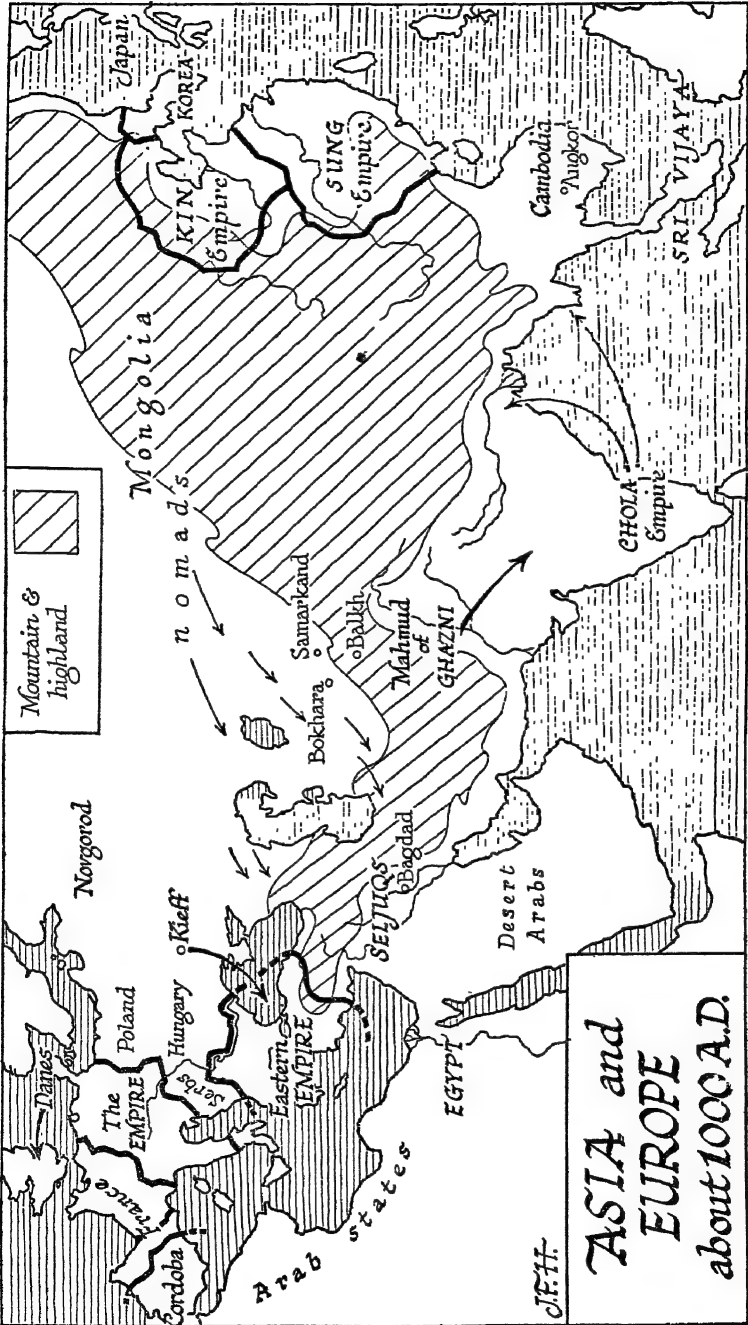 ASIA and
EUROPE
about 1000 A.D.
J.F.H.
Mountain &
highland
Danes
Novgorod
Poland
The
EMPIRE
France
Cordoba
Hungary
Serbs
Kieff
Eastern
EMPIRE
Arab states
EGYPT
SELJUQS
Bagdad
Desert
Arabs
nomads
Mongolia
Bokhara
Samarkand
Balkh
Mahmud
of
GHAZNI
CHOLA
Empire
KIN
Empire
SUNG
Empire
KOREA
Japan
Cambodia
Angkor
SRI VIJAYA